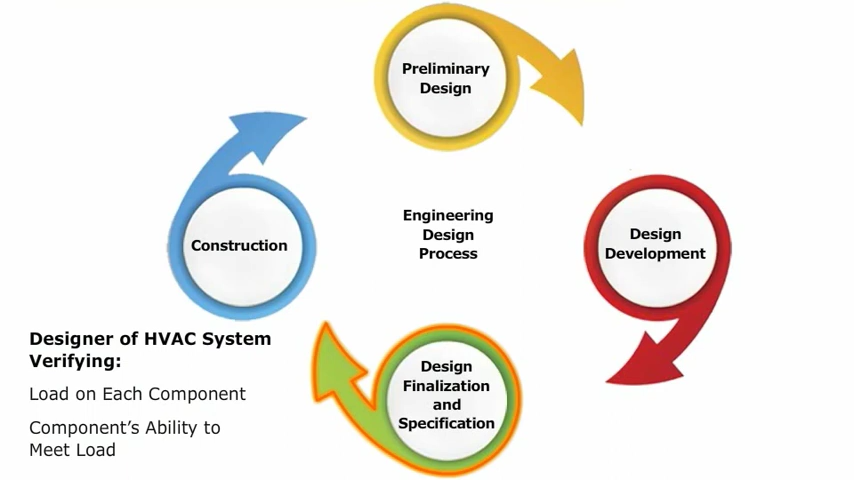 Preliminary
Design
Engineering
Design
Process
Design
Development
Construction
Design
Finalization
and
Specification
Designer of HVAC System
Verifying:
Load on Each Component
Component’s Ability to
Meet Load